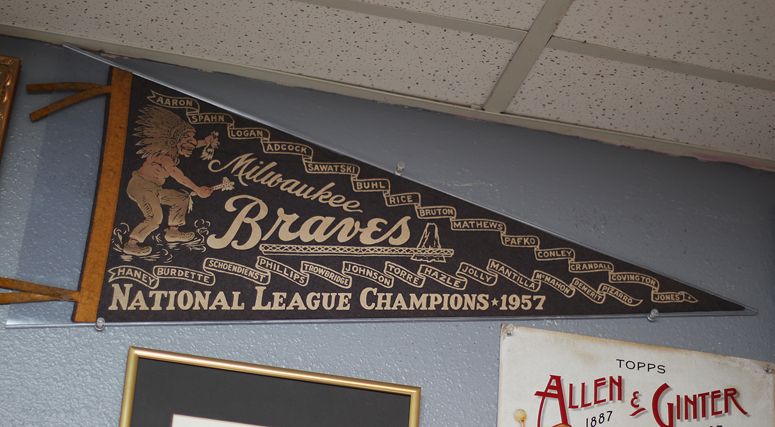 AARON
SPAHN
LOGAN
ADCOCK
SAWATSKI
BUHL
RICE
BRUTON
MATHEWS
PAFKO
CONLEY
CRANDALL
COVINGTON
JONES
Milwaukee
Braves
HANEY
BURDETTE
SCHOENDIENST
PHILLIPS
TROWBRIDGE
JOHNSON
TORRE
HAZLE
JOLLY
MANTILLA
McMAHON
DEMERIT
PIZARRO
NATIONAL LEAGUE CHAMPIONS ★ 1957
TOPPS
ALLEN & GINTER
1887